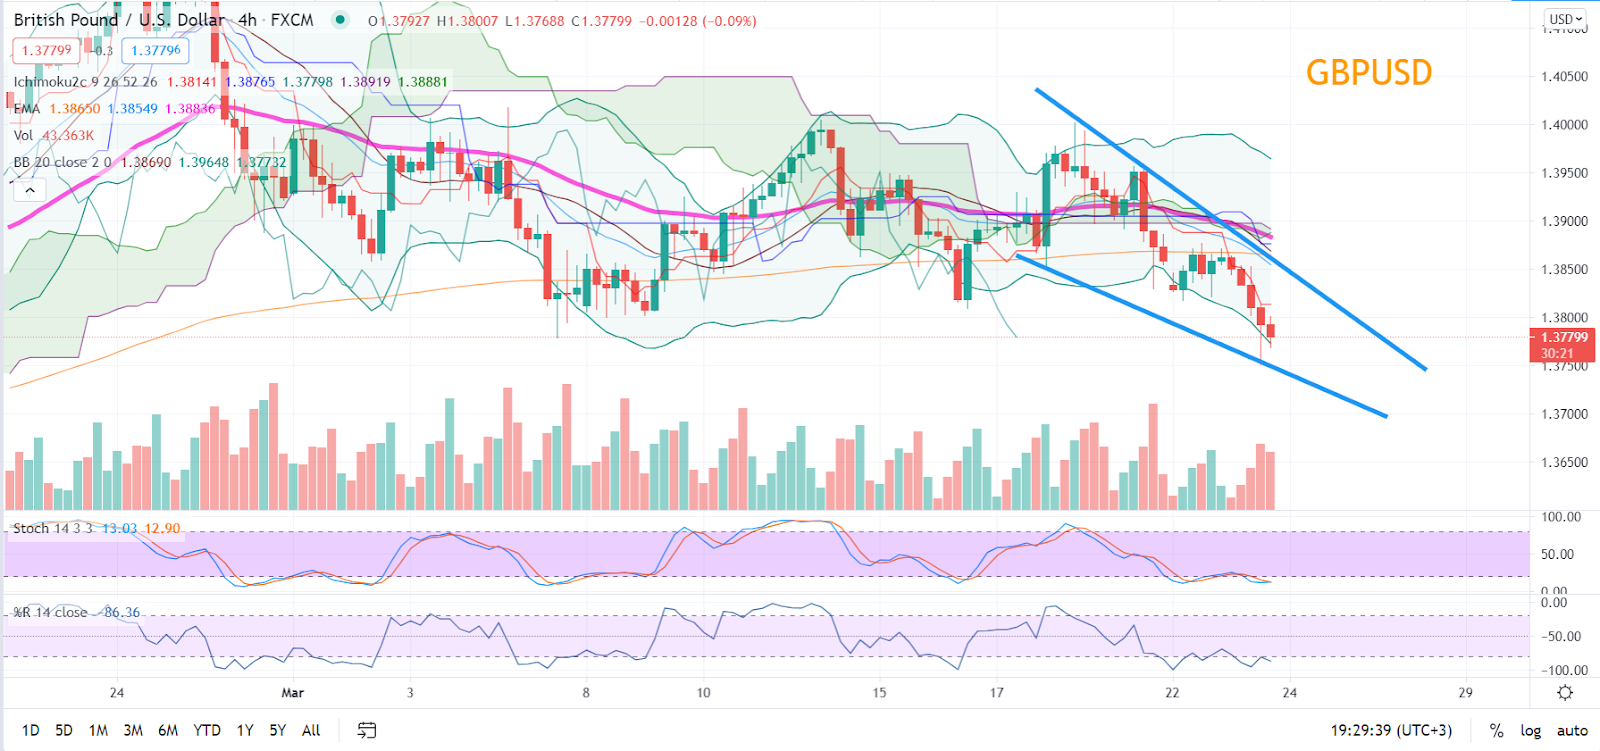 British Pound / U.S. Dollar · 4h · FXCM O1.37927 H1.38007 L1.37688 C1.37799 −0.00128 (−0.09%)
USD
1.37799 −0.3 1.37796
GBPUSD
Ichimoku2c 9 26 52 26 1.38141 1.38765 1.37798 1.38919 1.38881
EMA 1.38650 1.38549 1.38836
Vol 43.363K
BB 20 close 2 0 1.38690 1.39648 1.37732
1.40500
1.40000
1.39500
1.39000
1.38500
1.38000
1.37799
30:21
1.37500
1.37000
1.36500
Stoch 14 3 3 13.03 12.90
100.00
50.00
0.00
%R 14 close −86.36
0.00
−50.00
−100.00
24 Mar 3 8 10 15 17 22 24 29
1D 5D 1M 3M 6M YTD 1Y 5Y All
19:29:39 (UTC+3) % log auto